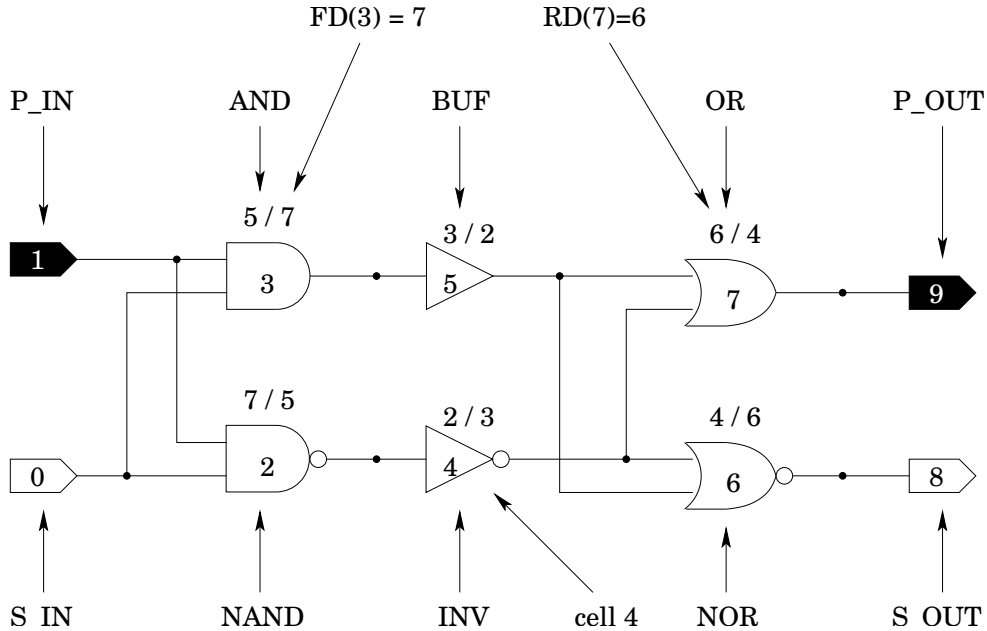 FD(3) = 7
RD(7)=6
P_IN
AND
BUF
OR
P_OUT
5 / 7
3 / 2
6 / 4
1
3
5
7
9
7 / 5
2 / 3
4 / 6
0
2
4
6
8
S_IN
NAND
INV
cell 4
NOR
S_OUT